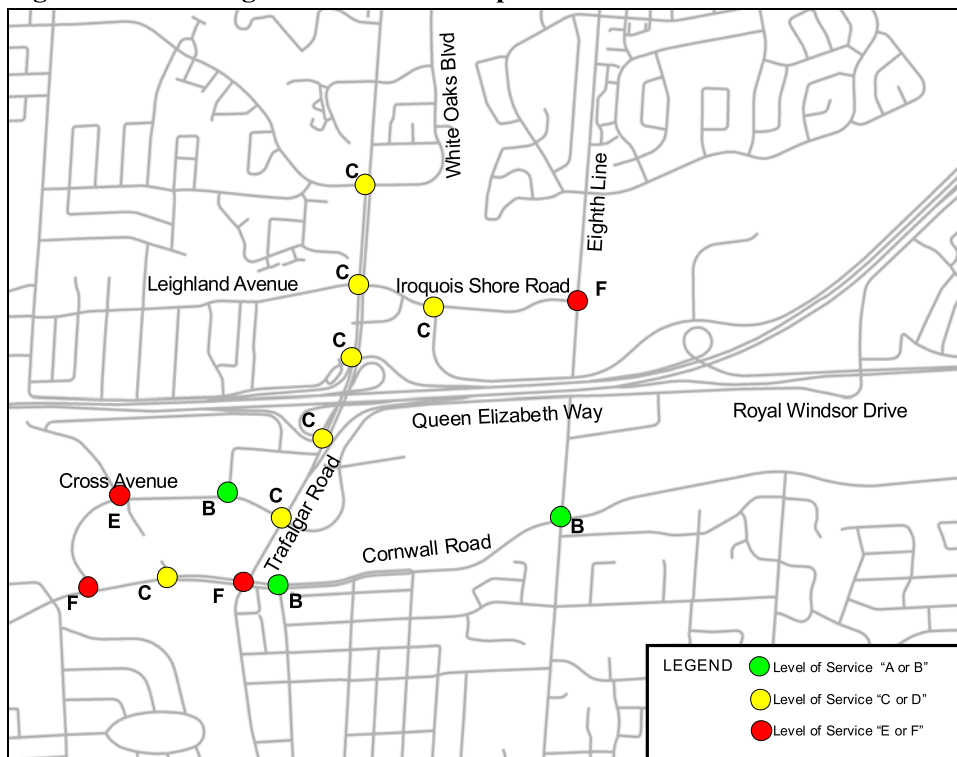 White Oaks Blvd
C
Eighth Line
Leighland Avenue
C
Iroquois Shore Road
F
C
C
Queen Elizabeth Way
Royal Windsor Drive
C
Cross Avenue
E
B
C
Trafalgar Road
B
Cornwall Road
F
C
F
B
LEGEND
Level of Service "A or B"
Level of Service "C or D"
Level of Service "E or F"